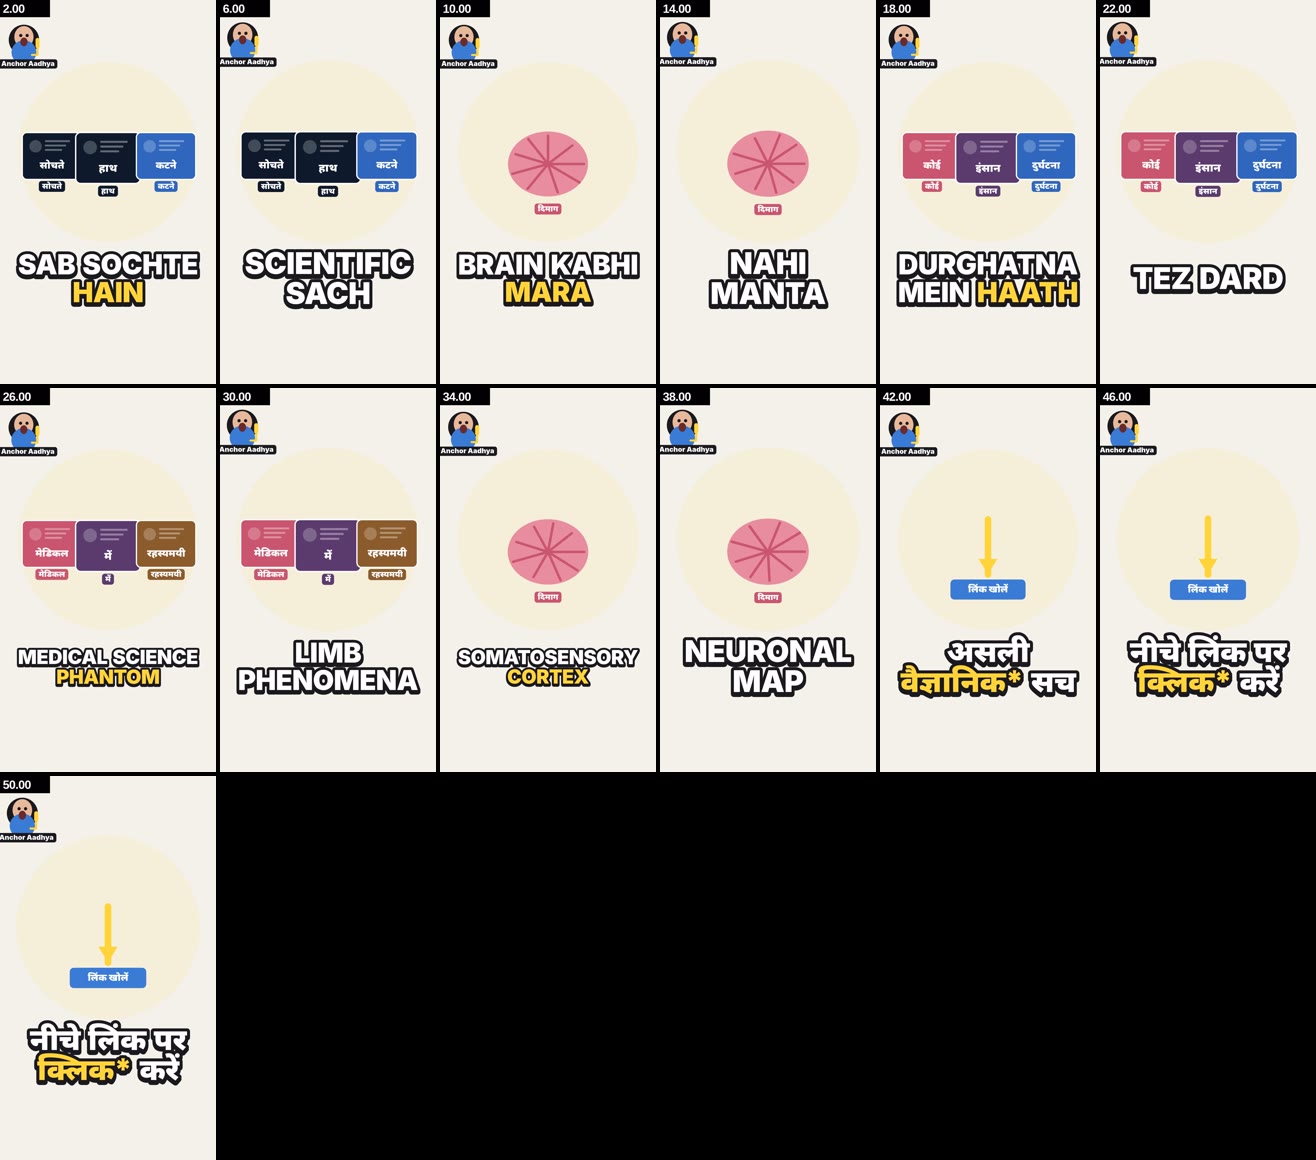 2.00
Anchor Aadhya
सोचते हाथ कटने
सोचते हाथ कटने
SAB SOCHTE
HAIN
6.00
Anchor Aadhya
सोचते हाथ कटने
सोचते हाथ कटने
SCIENTIFIC
SACH
10.00
Anchor Aadhya
दिमाग
BRAIN KABHI
MARA
14.00
Anchor Aadhya
दिमाग
NAHI
MANTA
18.00
Anchor Aadhya
कोई इंसान दुर्घटना
कोई इंसान दुर्घटना
DURGHATNA
MEIN HAATH
22.00
Anchor Aadhya
कोई इंसान दुर्घटना
कोई इंसान दुर्घटना
TEZ DARD
26.00
Anchor Aadhya
मेडिकल में रहस्यमयी
मेडिकल में रहस्यमयी
MEDICAL SCIENCE
PHANTOM
30.00
Anchor Aadhya
मेडिकल में रहस्यमयी
मेडिकल में रहस्यमयी
LIMB
PHENOMENA
34.00
Anchor Aadhya
दिमाग
SOMATOSENSORY
CORTEX
38.00
Anchor Aadhya
दिमाग
NEURONAL
MAP
42.00
Anchor Aadhya
लिंक खोलें
असली
वैज्ञानिक* सच
46.00
Anchor Aadhya
लिंक खोलें
नीचे लिंक पर
क्लिक* करें
50.00
Anchor Aadhya
लिंक खोलें
नीचे लिंक पर
क्लिक* करें